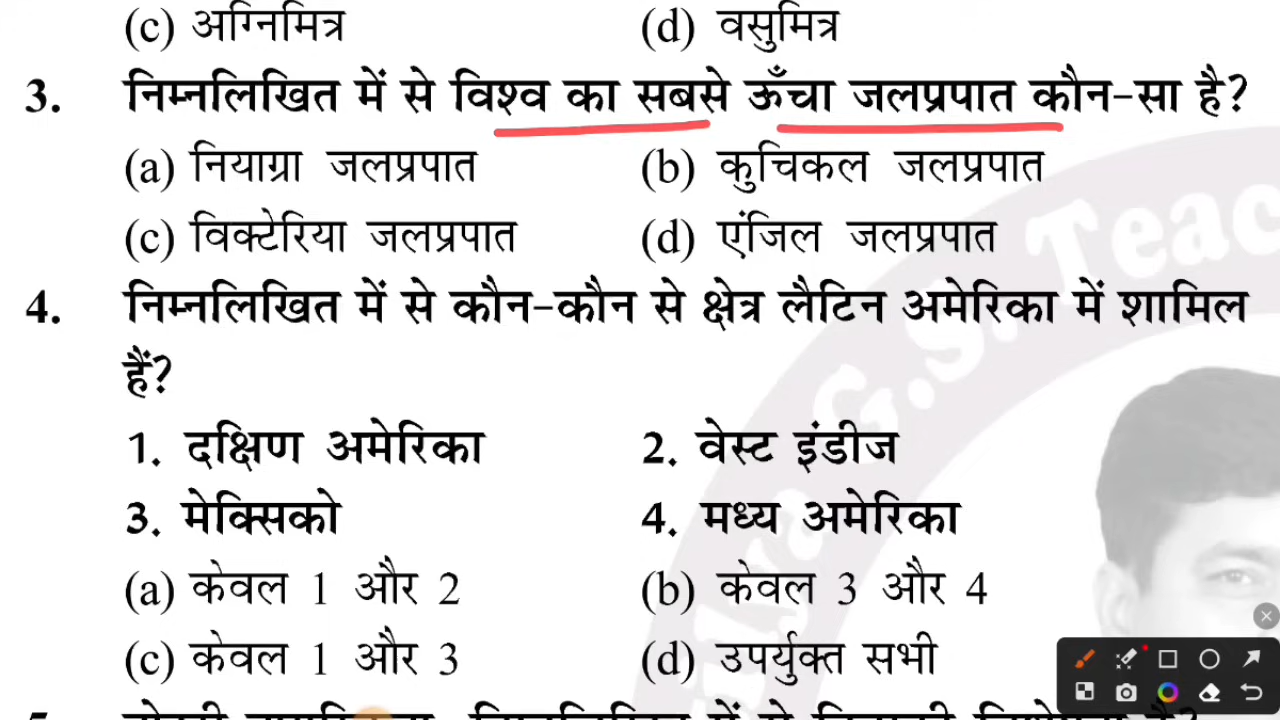 (c) अग्निमित्र (d) वसुमित्र
3. निम्नलिखित में से विश्व का सबसे ऊँचा जलप्रपात कौन-सा है?
(a) नियाग्रा जलप्रपात (b) कुचिकल जलप्रपात
(c) विक्टेरिया जलप्रपात (d) एंजिल जलप्रपात
4. निम्नलिखित में से कौन-कौन से क्षेत्र लैटिन अमेरिका में शामिल
हैं?
1. दक्षिण अमेरिका 2. वेस्ट इंडीज
3. मेक्सिको 4. मध्य अमेरिका
(a) केवल 1 और 2 (b) केवल 3 और 4
(c) केवल 1 और 3 (d) उपर्युक्त सभी
G.S. Teac